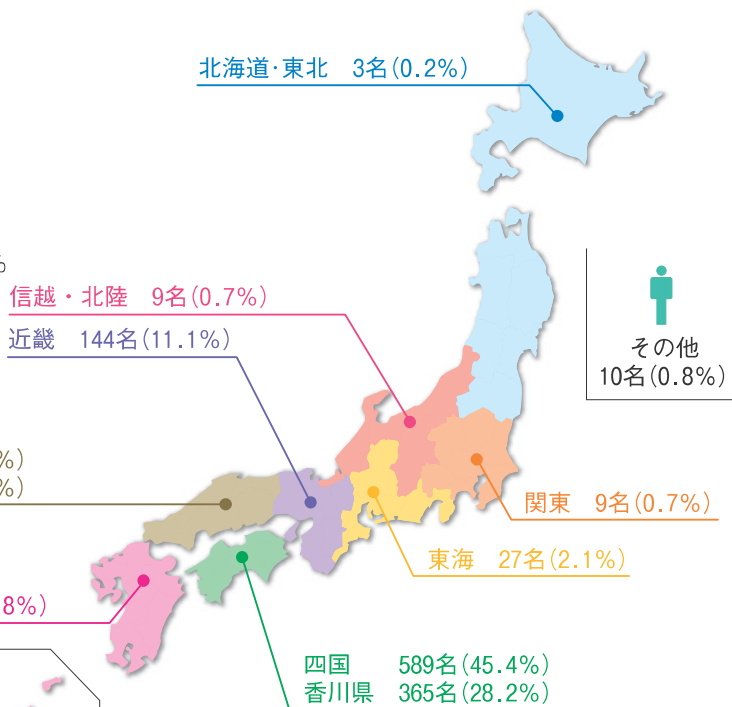 北海道・東北　3名(0.2%)
%
信越・北陸　9名(0.7%)
近畿　144名(11.1%)
その他
10名(0.8%)
%)
%)
関東　9名(0.7%)
東海　27名(2.1%)
8%)
四国　　589名(45.4%)
香川県　365名(28.2%)